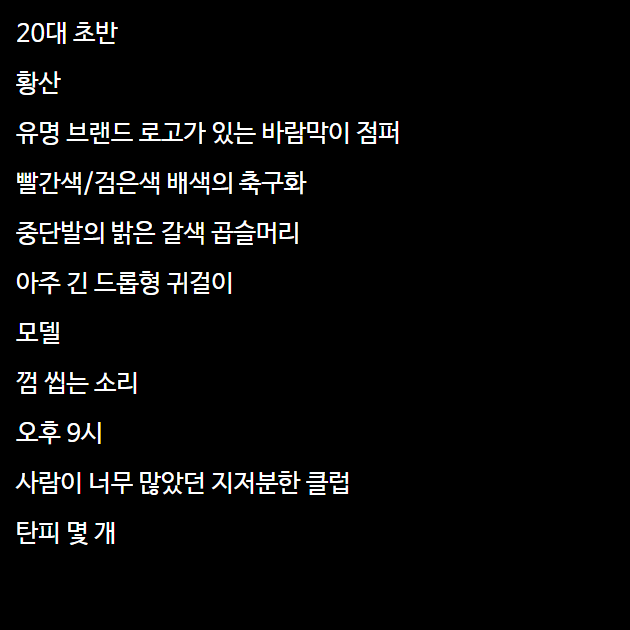 20대 초반
황산
유명 브랜드 로고가 있는 바람막이 점퍼
빨간색/검은색 배색의 축구화
중단발의 밝은 갈색 곱슬머리
아주 긴 드롭형 귀걸이
모델
껌 씹는 소리
오후 9시
사람이 너무 많았던 지저분한 클럽
탄피 몇 개